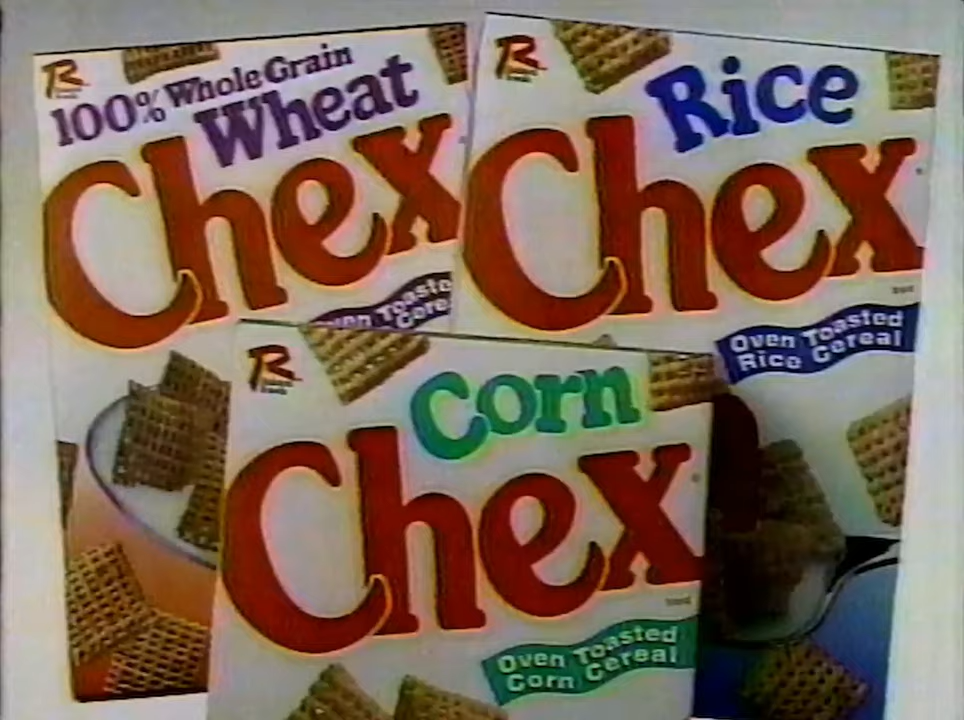 R
100% Whole Grain
Wheat
Chex
Oven Toasted
R
Rice
Chex
Oven Toasted
Rice Cereal
R
Corn
Chex
Oven Toasted
Corn Cereal